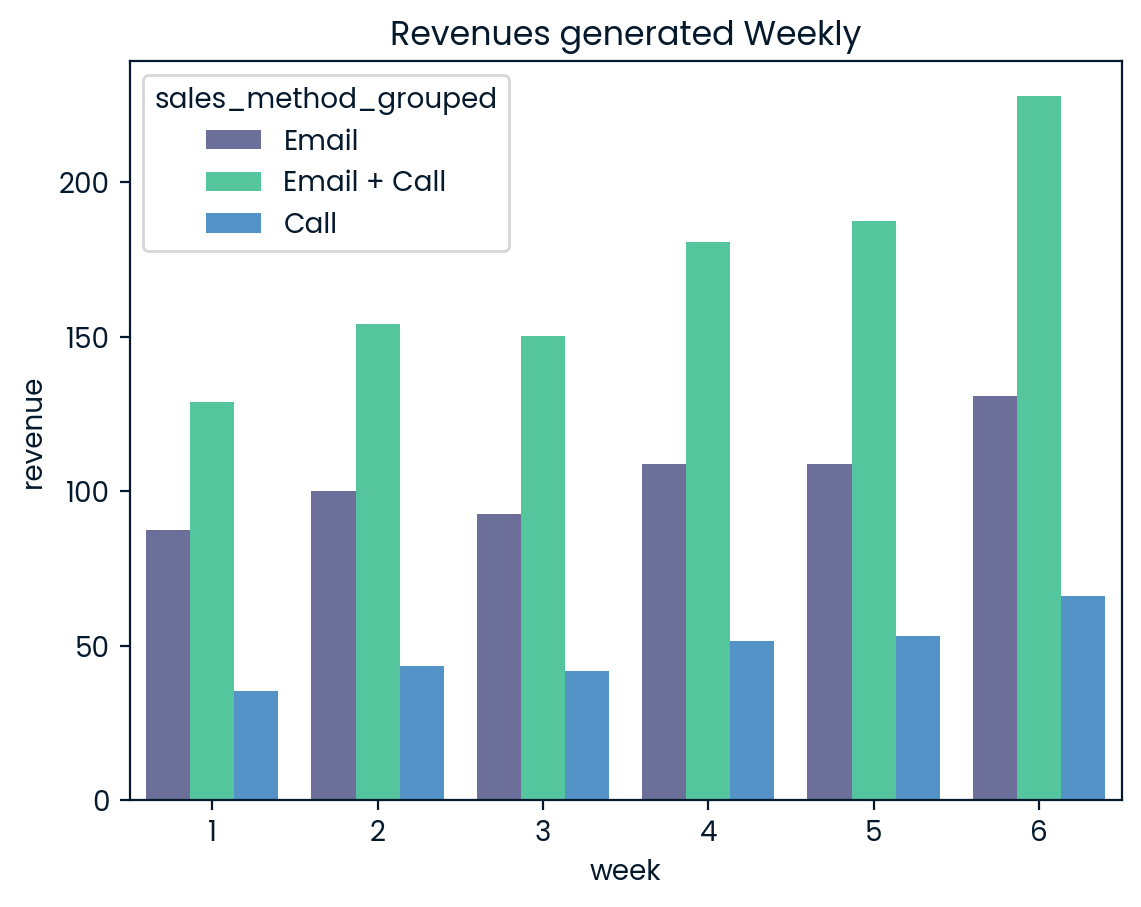 Revenues generated Weekly
sales_method_grouped
Email
Email + Call
Call
200
150
100
50
0
revenue
1 2 3 4 5 6
week